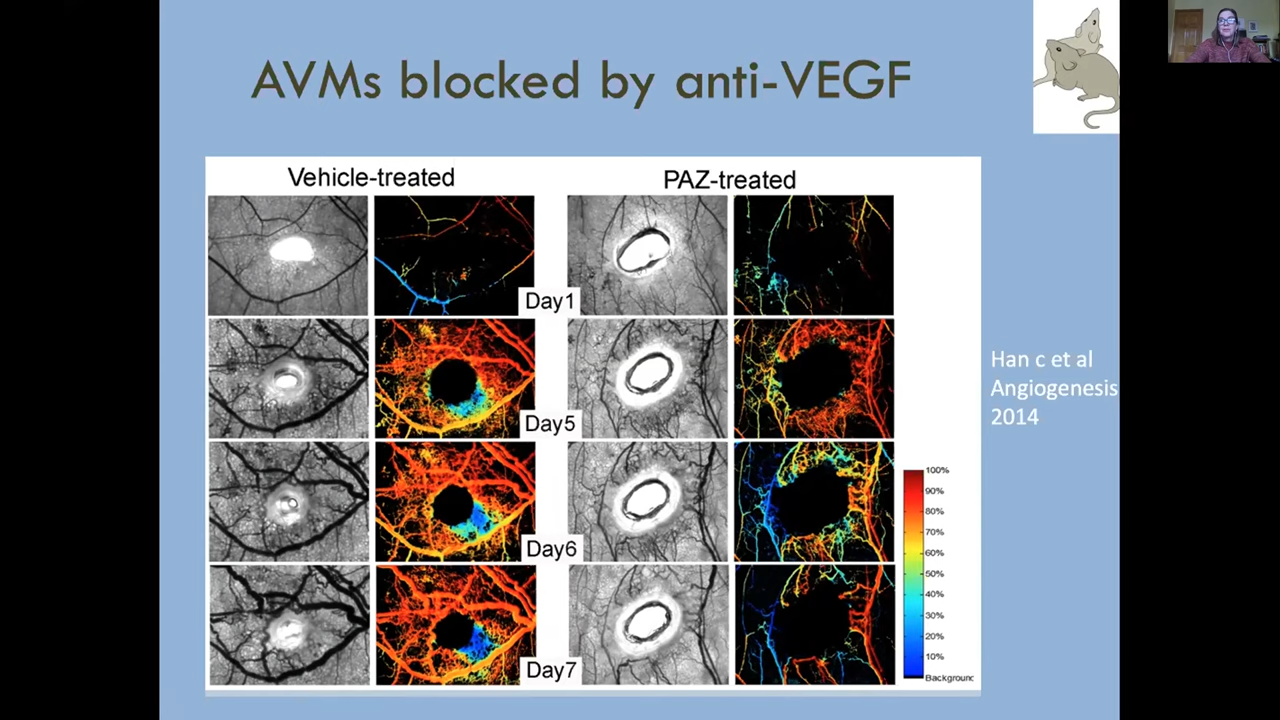 AVMs blocked by anti-VEGF
Vehicle-treated
PAZ-treated
Day1
Day5
Day6
Day7
Han c et al
Angiogenesis
2014
100%
90%
80%
70%
60%
50%
40%
30%
20%
10%
Background